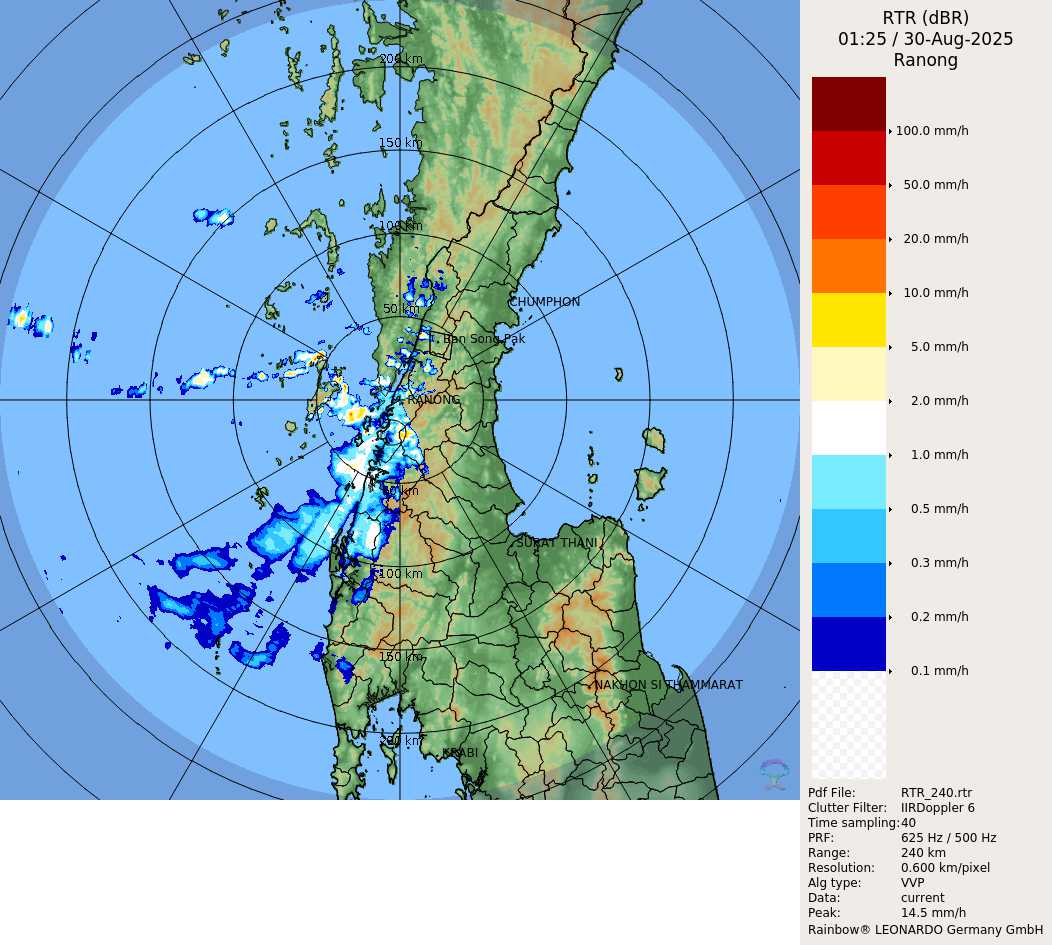 RTR (dBR)
01:25 / 30-Aug-2025
Ranong
200 km
150 km
100 km
50 km
CHUMPHON
Ban Song Pak
RANONG
50 km
SURAT THANI
100 km
150 km
NAKHON SI THAMMARAT
200 km
KRABI
100.0 mm/h
50.0 mm/h
20.0 mm/h
10.0 mm/h
5.0 mm/h
2.0 mm/h
1.0 mm/h
0.5 mm/h
0.3 mm/h
0.2 mm/h
0.1 mm/h
Pdf File: RTR_240.rtr
Clutter Filter: IIRDoppler 6
Time sampling:40
PRF: 625 Hz / 500 Hz
Range: 240 km
Resolution: 0.600 km/pixel
Alg type: VVP
Data: current
Peak: 14.5 mm/h
Rainbow® LEONARDO Germany GmbH